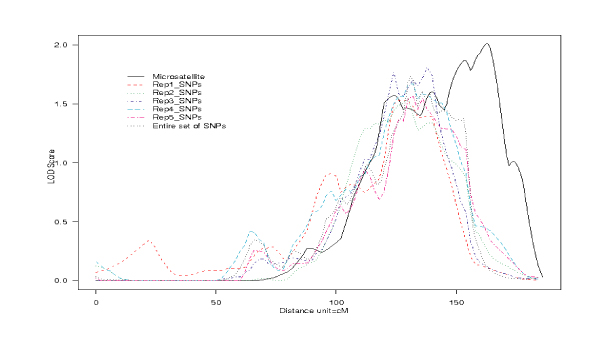 2.0
1.5
1.0
0.5
0.0
LOD Score
Microsatellite
Rep1_SNPs
Rep2_SNPs
Rep3_SNPs
Rep4_SNPs
Rep5_SNPs
Entire set of SNPs
0
50
100
150
Distance unit=cM